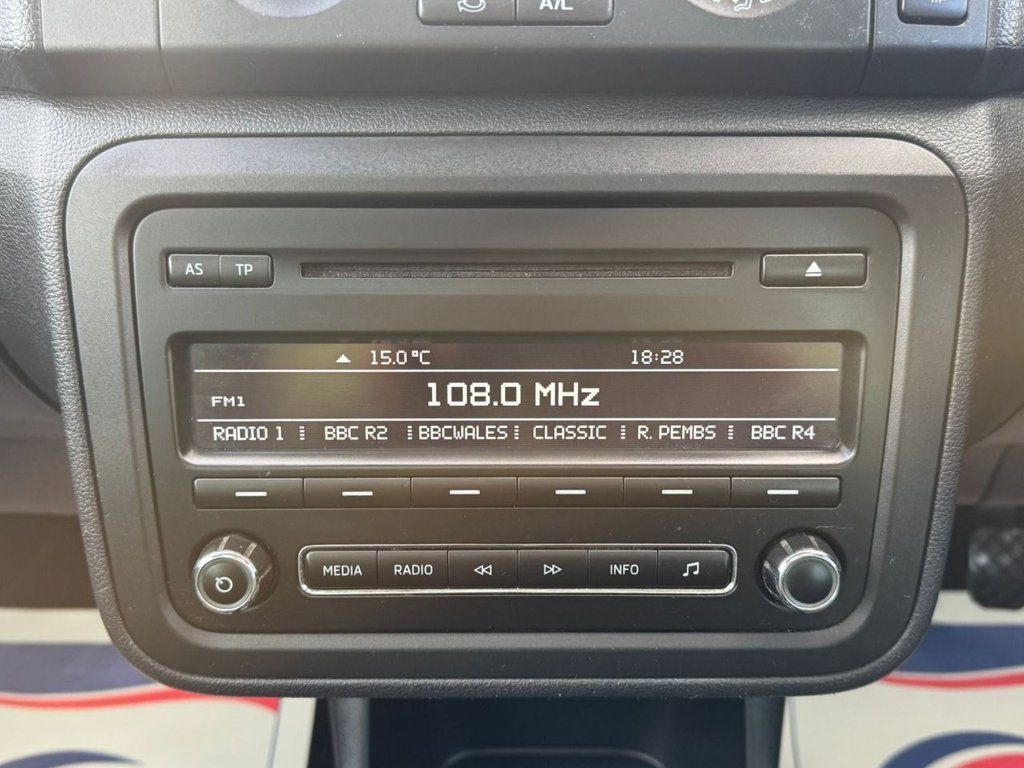 A/C
AS TP
15.0°C 18:28
108.0 MHz
FM1
RADIO 1 BBC R2 BBCWALES CLASSIC R. PEMBS BBC R4
MEDIA RADIO INFO